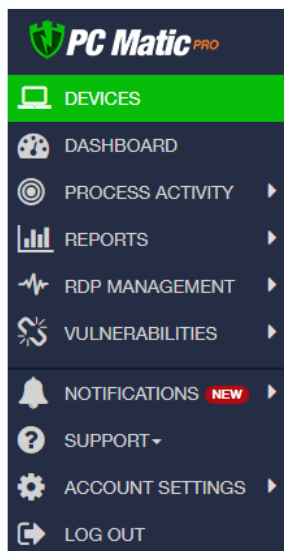 PC Matic PRO
DEVICES
DASHBOARD
PROCESS ACTIVITY
REPORTS
RDP MANAGEMENT
VULNERABILITIES
NOTIFICATIONS NEW
SUPPORT
ACCOUNT SETTINGS
LOG OUT